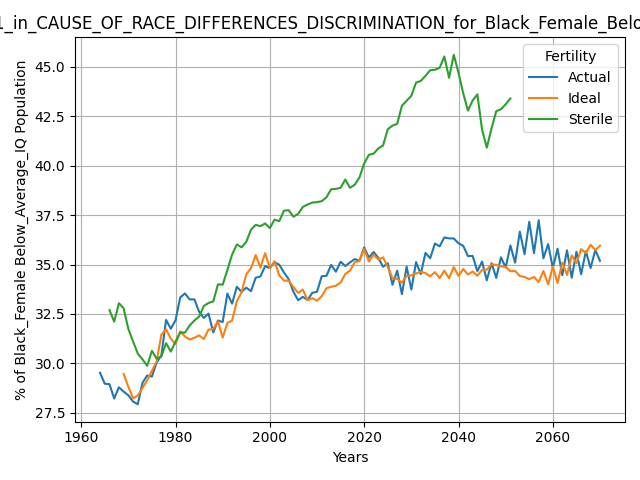 1_in_CAUSE_OF_RACE_DIFFERENCES_DISCRIMINATION_for_Black_Female_Belo
% of Black_Female Below_Average_IQ Population
45.0
42.5
40.0
37.5
35.0
32.5
30.0
27.5
Fertility
Actual
Ideal
Sterile
1960
1980
2000
2020
2040
2060
Years